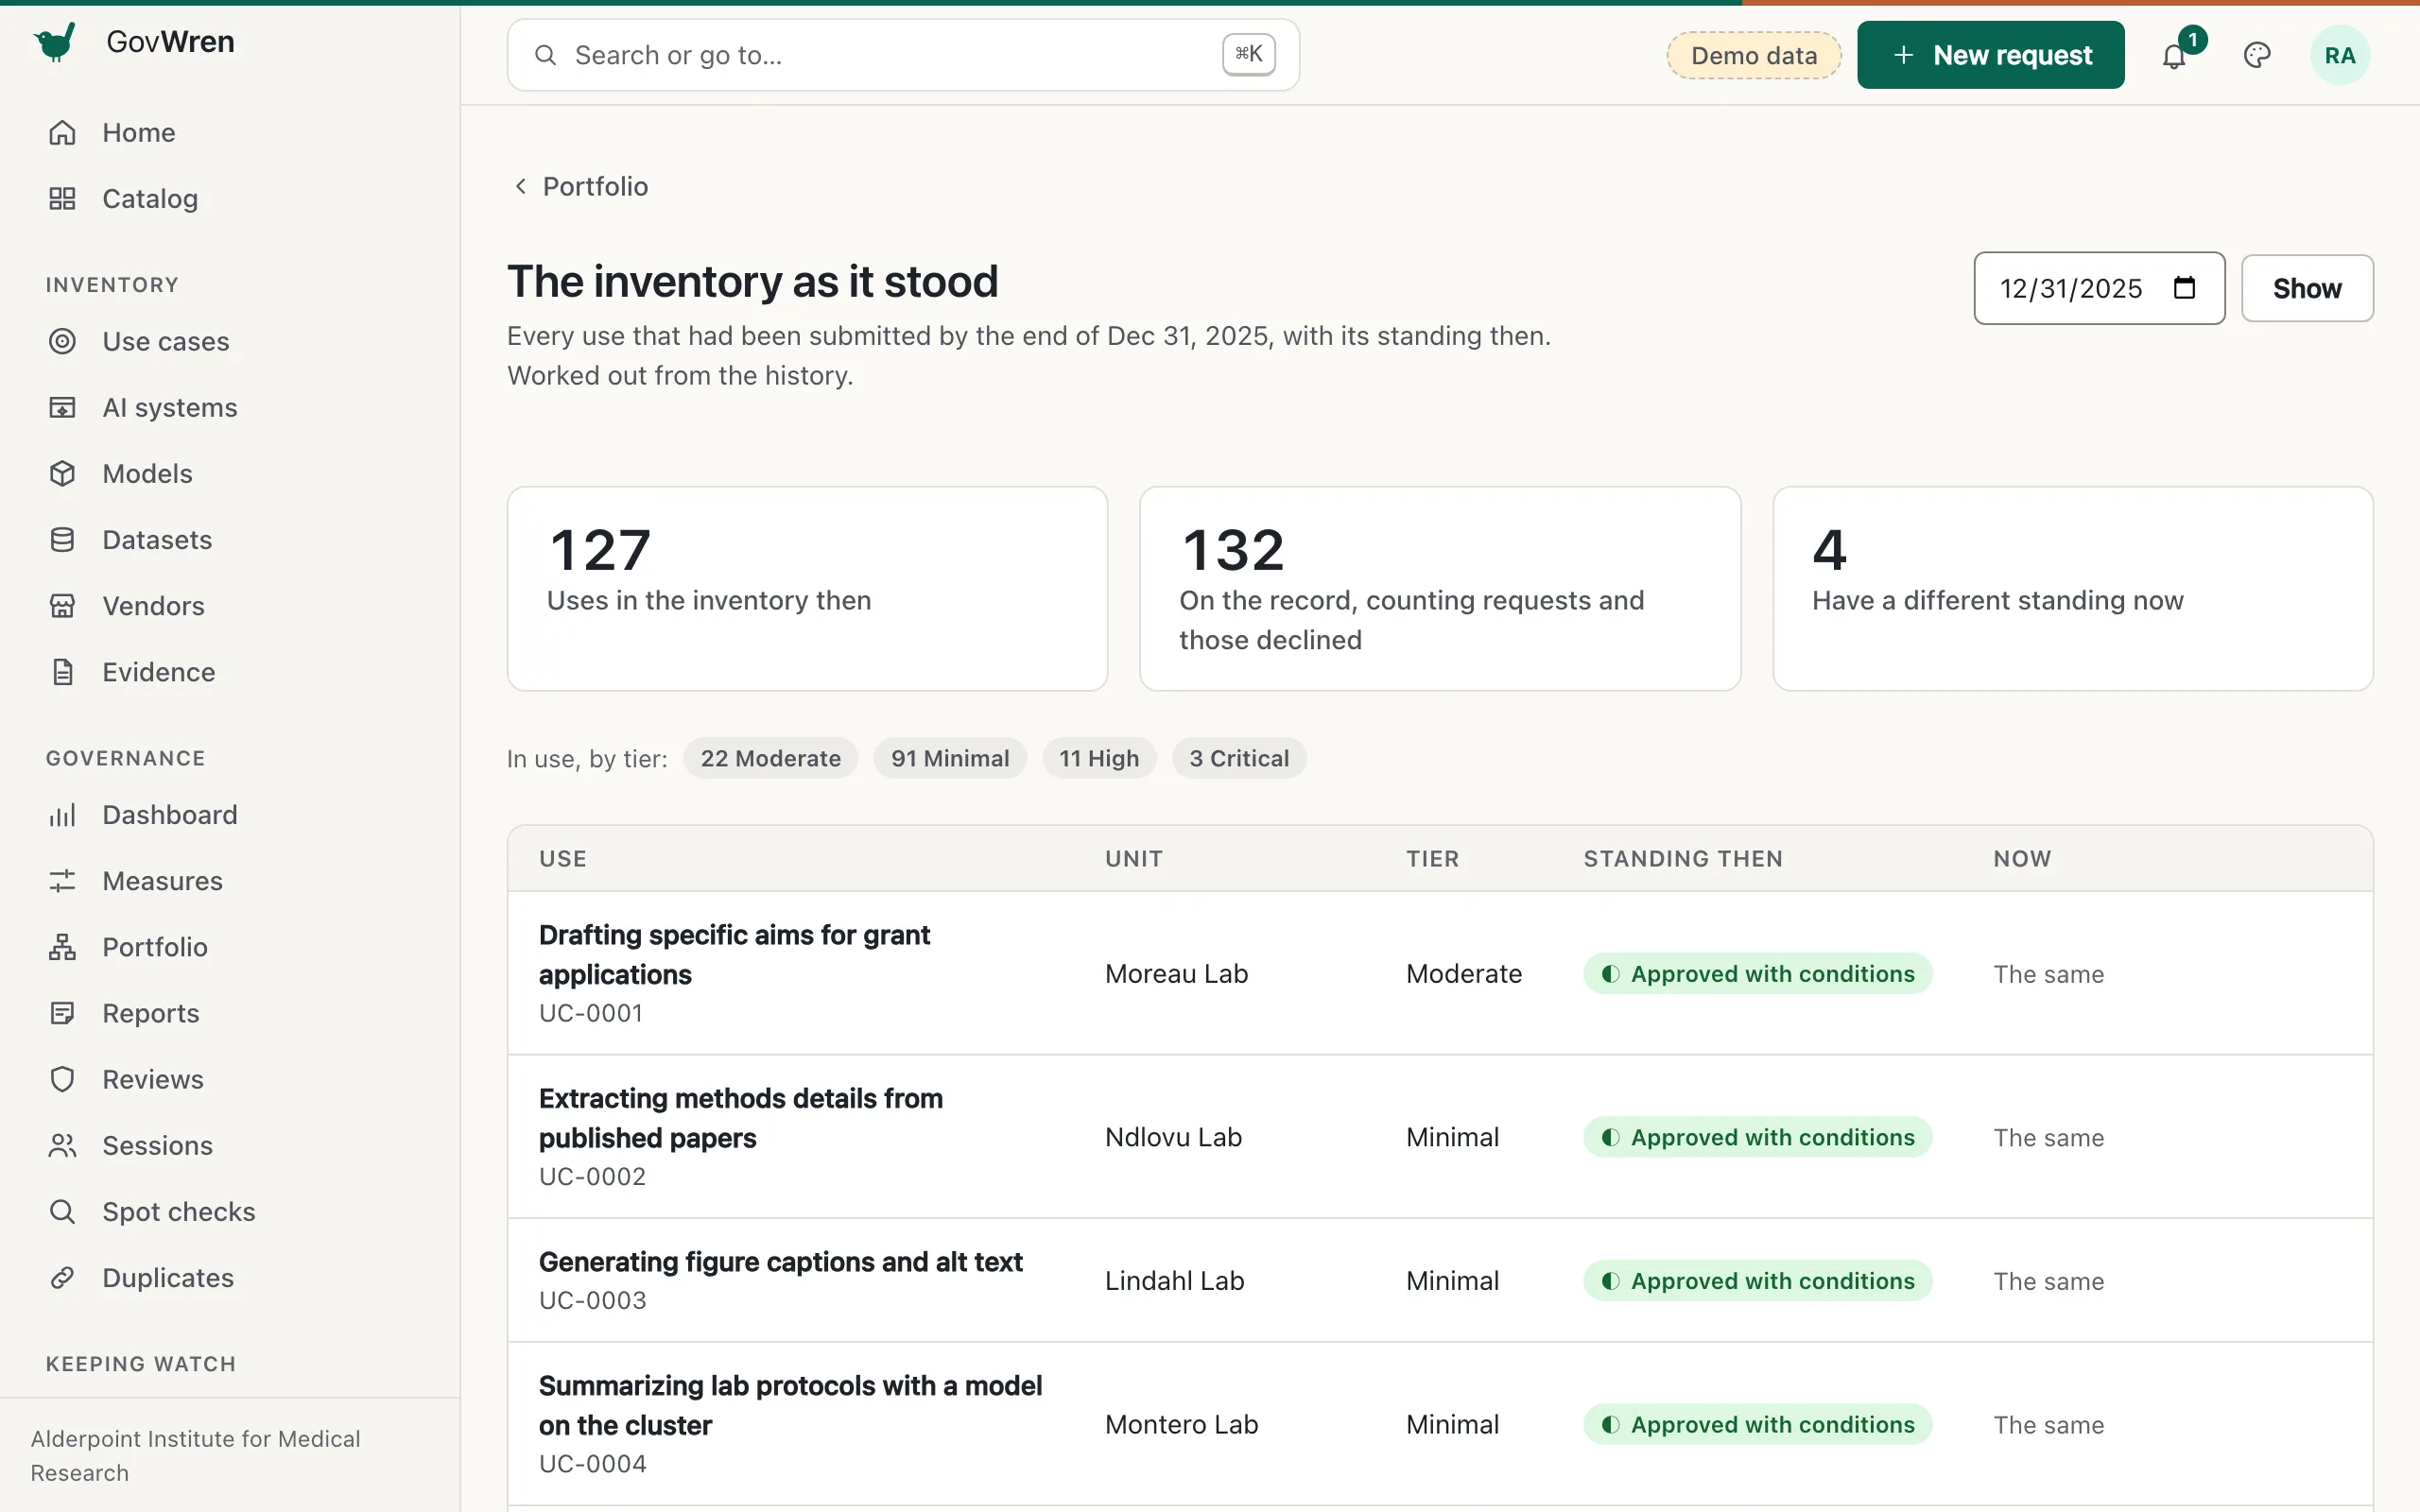 GovWren
Search or go to...
⌘K
Demo data
+ New request
1
RA
Home
Catalog
INVENTORY
Use cases
AI systems
Models
Datasets
Vendors
Evidence
GOVERNANCE
Dashboard
Measures
Portfolio
Reports
Reviews
Sessions
Spot checks
Duplicates
KEEPING WATCH
Alderpoint Institute for Medical
Research
Portfolio
The inventory as it stood
12/31/2025
Show
Every use that had been submitted by the end of Dec 31, 2025, with its standing then.
Worked out from the history.
127
Uses in the inventory then
132
On the record, counting requests and
those declined
4
Have a different standing now
In use, by tier: 22 Moderate 91 Minimal 11 High 3 Critical
USE UNIT TIER STANDING THEN NOW
Drafting specific aims for grant
applications
UC-0001
Moreau Lab Moderate Approved with conditions The same
Extracting methods details from
published papers
UC-0002
Ndlovu Lab Minimal Approved with conditions The same
Generating figure captions and alt text
UC-0003
Lindahl Lab Minimal Approved with conditions The same
Summarizing lab protocols with a model
on the cluster
UC-0004
Montero Lab Minimal Approved with conditions The same